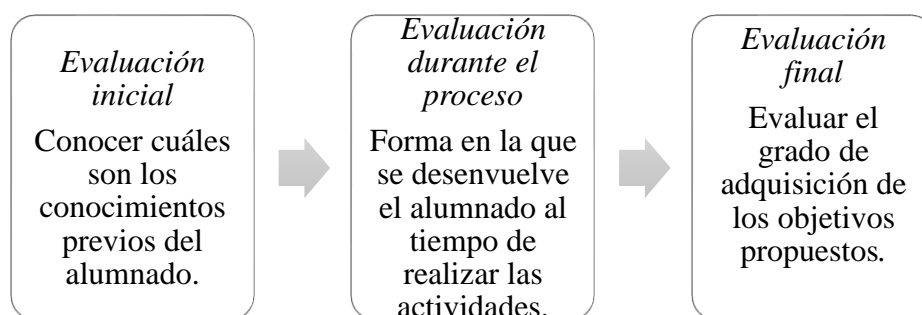 Evaluación
inicial
Conocer cuáles
son los
conocimientos
previos del
alumnado.
Evaluación
durante el
proceso
Forma en la que
se desenvuelve
el alumnado al
tiempo de
realizar las
actividades.
Evaluación
final
Evaluar el
grado de
adquisición de
los objetivos
propuestos.